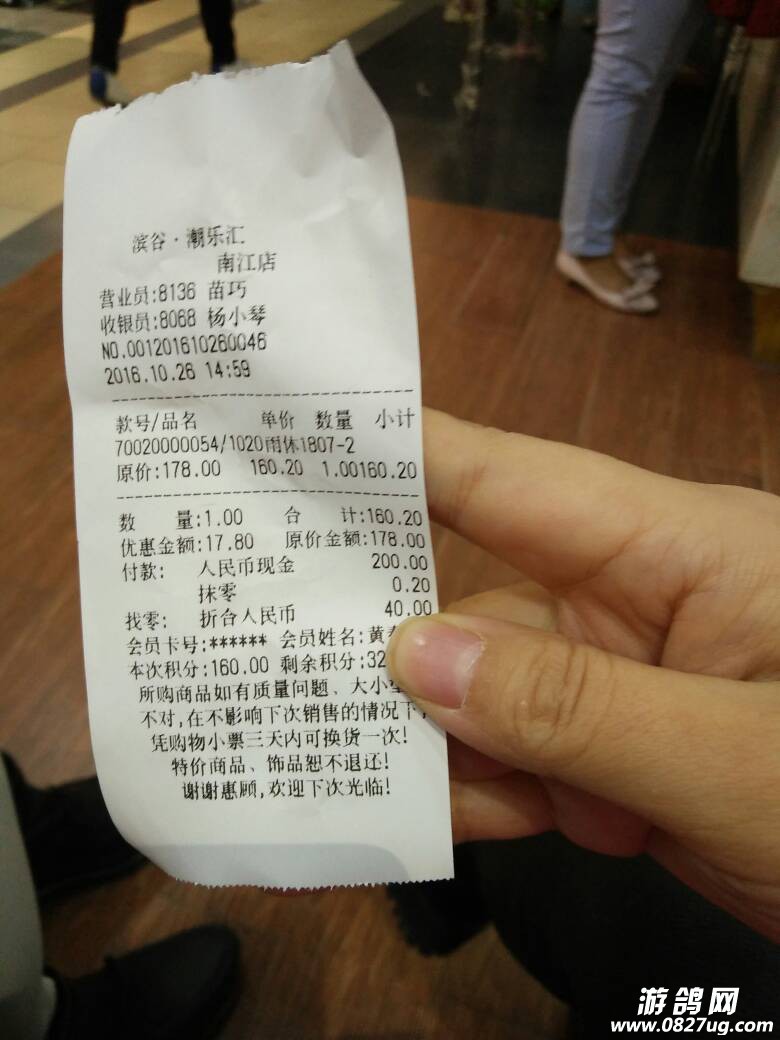 滨谷·潮乐汇
南江店
营业员:8136 苗巧
收银员:8068 杨小琴
NO.001201610260046
2016.10.26 14:59
款号/品名 单价 数量 小计
70020000054/1020雨休1807-2
原价:178.00 160.20 1.00160.20
数 量:1.00 合 计:160.20
优惠金额:17.80 原价金额:178.00
付款: 人民币现金 200.00
抹零 0.20
找零: 折合人民币 40.00
会员卡号:****** 会员姓名:黄
本次积分:160.00 剩余积分:32
所购商品如有质量问题、大小
不对,在不影响下次销售的情况下,
凭购物小票三天内可换货一次!
特价商品、饰品恕不退还!
谢谢惠顾,欢迎下次光临!
游鸽网
www.0827ug.com